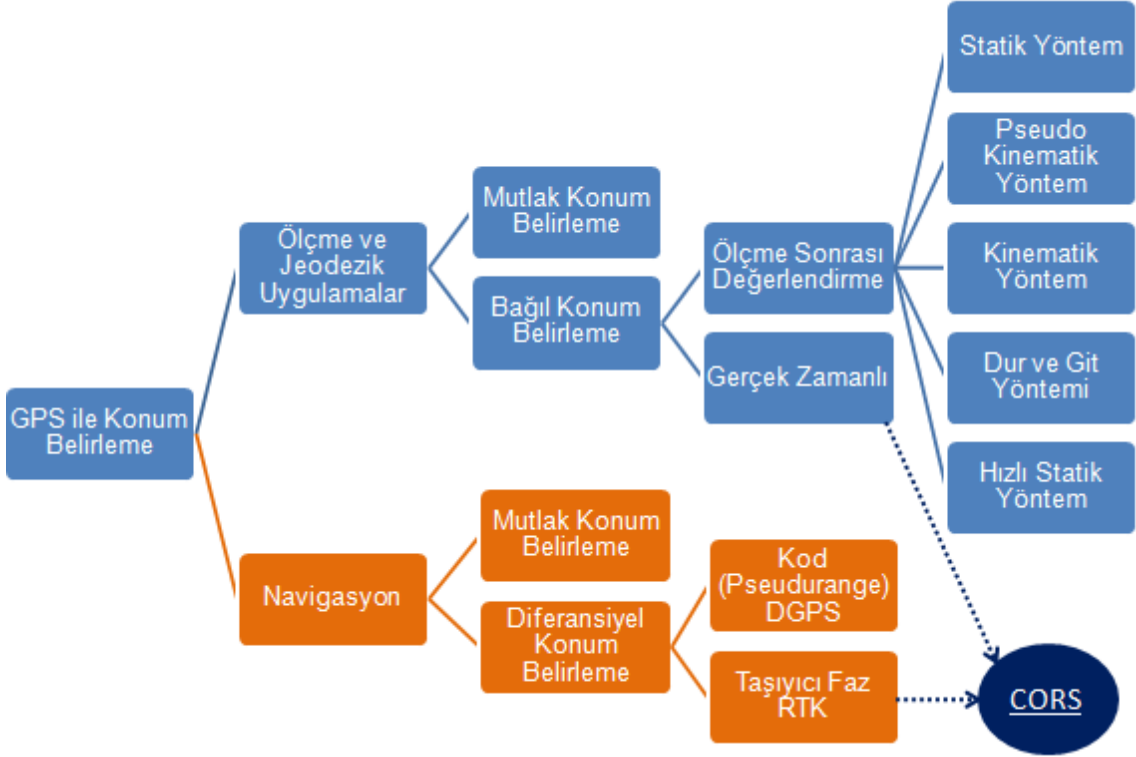 GPS ile Konum
Belirleme
Ölçme ve
Jeodezik
Uygulamalar
Mutlak Konum
Belirleme
Bağıl Konum
Belirleme
Ölçme Sonrası
Değerlendirme
Gerçek Zamanlı
Statik Yöntem
Pseudo
Kinematik
Yöntem
Kinematik
Yöntem
Dur ve Git
Yöntemi
Hızlı Statik
Yöntem
Navigasyon
Mutlak Konum
Belirleme
Diferansiyel
Konum
Belirleme
Kod
(Pseudurange)
DGPS
Taşıyıcı Faz
RTK
CORS